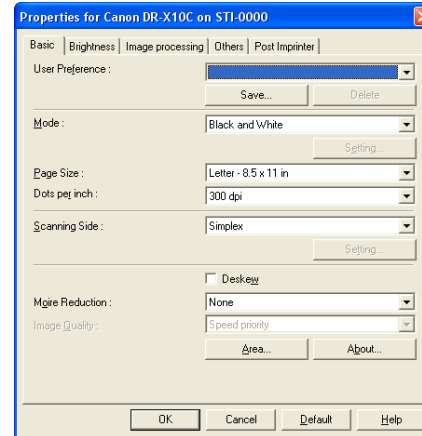 Properties for Canon DR-X10C on STI-0000
Basic Brightness Image processing Others Post Imprinter
User Preference :
Save... Delete
Mode : Black and White
Setting...
Page Size : Letter - 8.5 x 11 in
Dots per inch : 300 dpi
Scanning Side : Simplex
Setting...
Deskew
Moire Reduction : None
Image Quality : Speed priority
Area... About...
OK Cancel Default Help